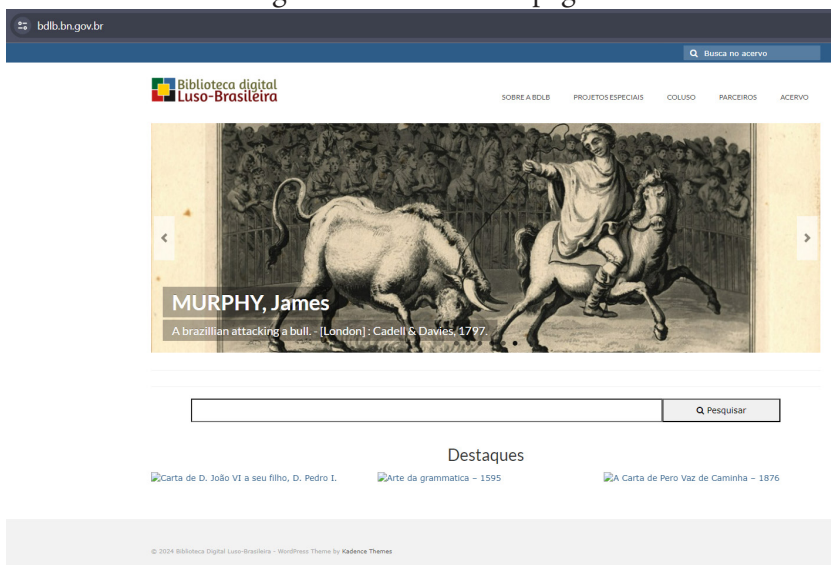 bdlb.bn.gov.br
Busca no acervo
Biblioteca digital
Luso-Brasileira
SOBRE A BDLB PROJETOS ESPECIAIS COLUSO PARCEIROS ACERVO
MURPHY, James
A brazillian attacking a bull. - [London] : Cadell & Davies, 1797.
Pesquisar
Destaques
Carta de D. João VI a seu filho, D. Pedro I. Arte da grammatica – 1595 A Carta de Pero Vaz de Caminha – 1876
© 2024 Biblioteca Digital Luso-Brasileira - WordPress Theme by Kadence Themes